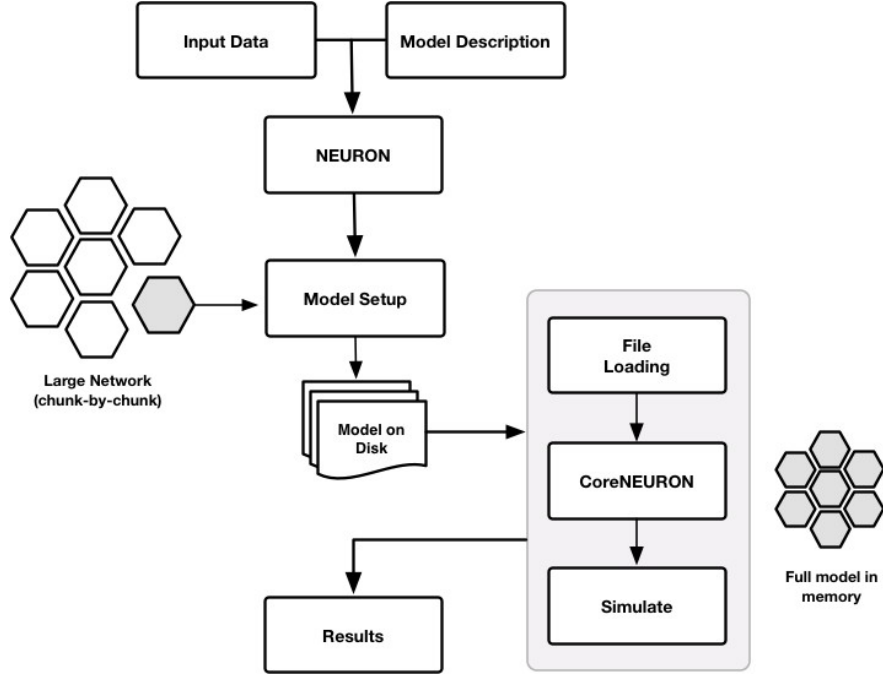 Input Data
Model Description
NEURON
Model Setup
Large Network
(chunk-by-chunk)
Model on
Disk
File
Loading
CoreNEURON
Simulate
Full model in
memory
Results